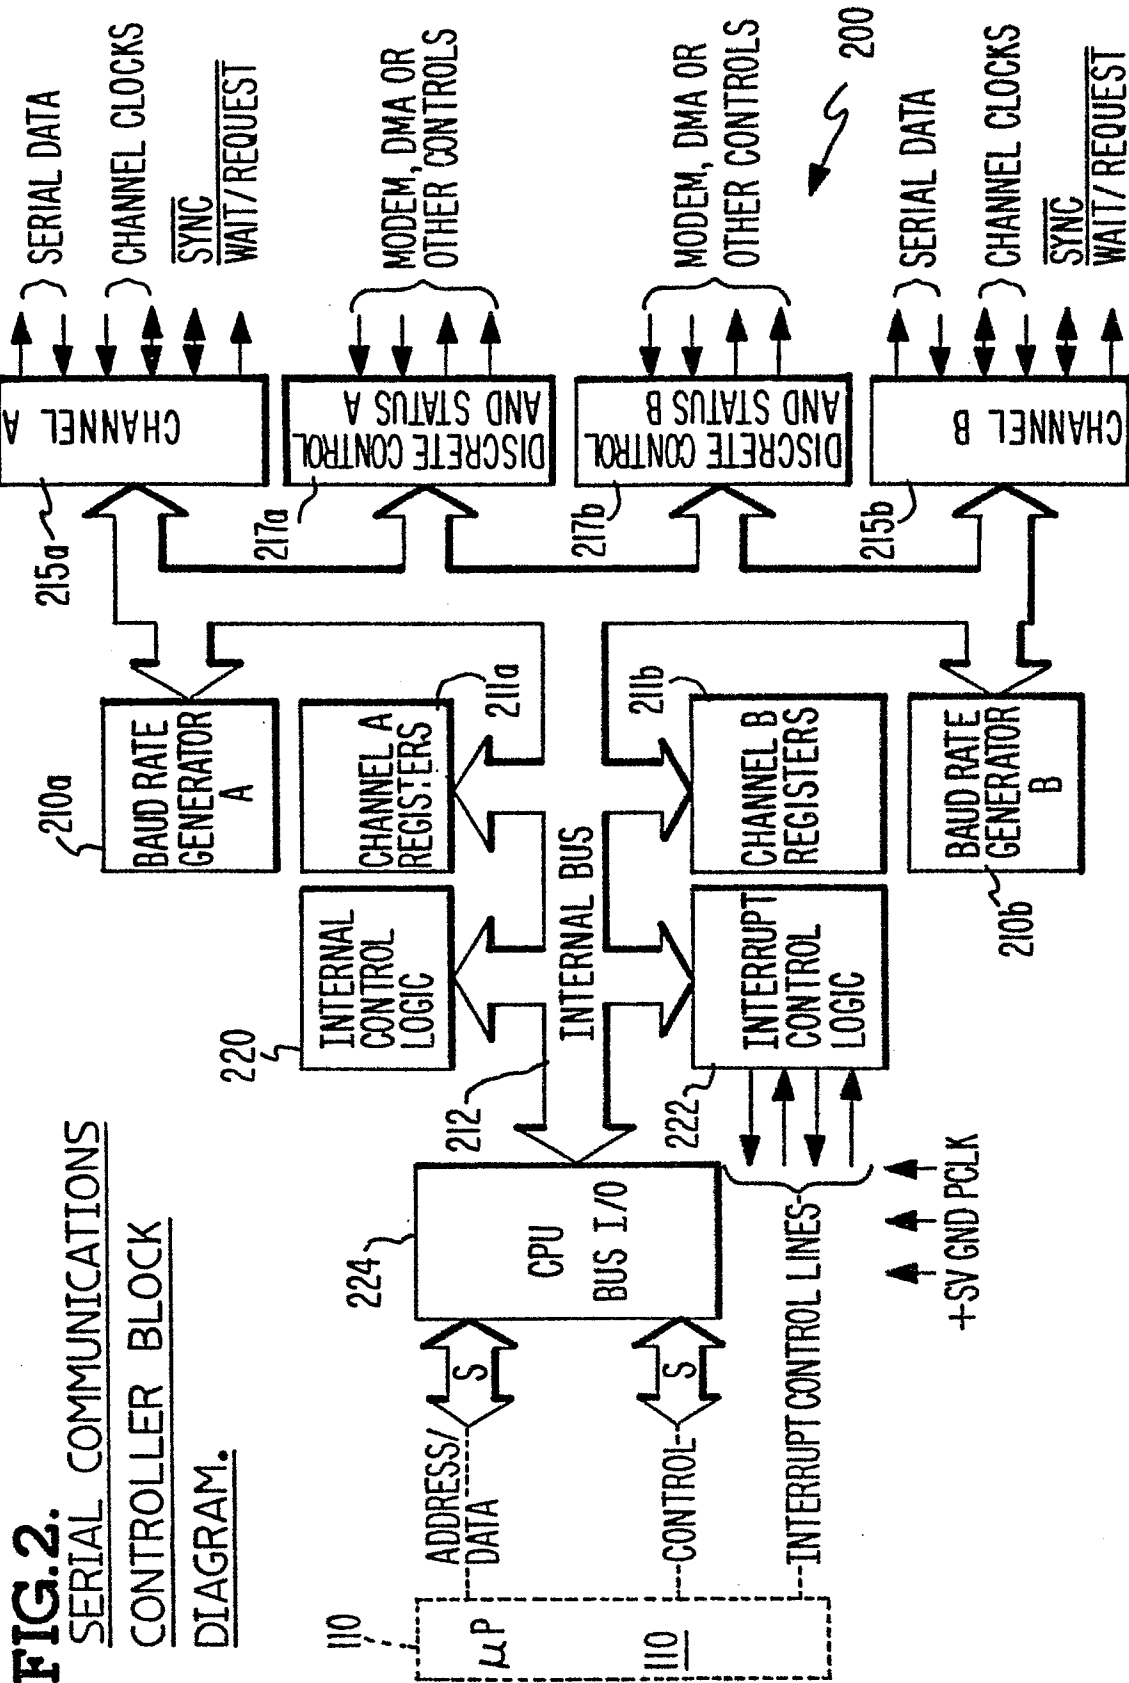 FIG.2.
SERIAL COMMUNICATIONS
CONTROLLER BLOCK
DIAGRAM.
110
μP
110
ADDRESS/
DATA
CONTROL
INTERRUPT CONTROL LINES
S
S
224
CPU
BUS I/O
+5V GND PCLK
212
INTERNAL BUS
220
INTERNAL
CONTROL
LOGIC
222
INTERRUPT
CONTROL
LOGIC
210a
BAUD RATE
GENERATOR
A
CHANNEL A
REGISTERS
211a
211b
CHANNEL B
REGISTERS
BAUD RATE
GENERATOR
B
210b
215a
CHANNEL A
A
217a
DISCRETE CONTROL
AND STATUS A
217b
DISCRETE CONTROL
AND STATUS B
215b
CHANNEL B
SERIAL DATA
CHANNEL CLOCKS
SYNC
WAIT/REQUEST
MODEM, DMA OR
OTHER CONTROLS
MODEM, DMA OR
OTHER CONTROLS
200
SERIAL DATA
CHANNEL CLOCKS
SYNC
WAIT/REQUEST